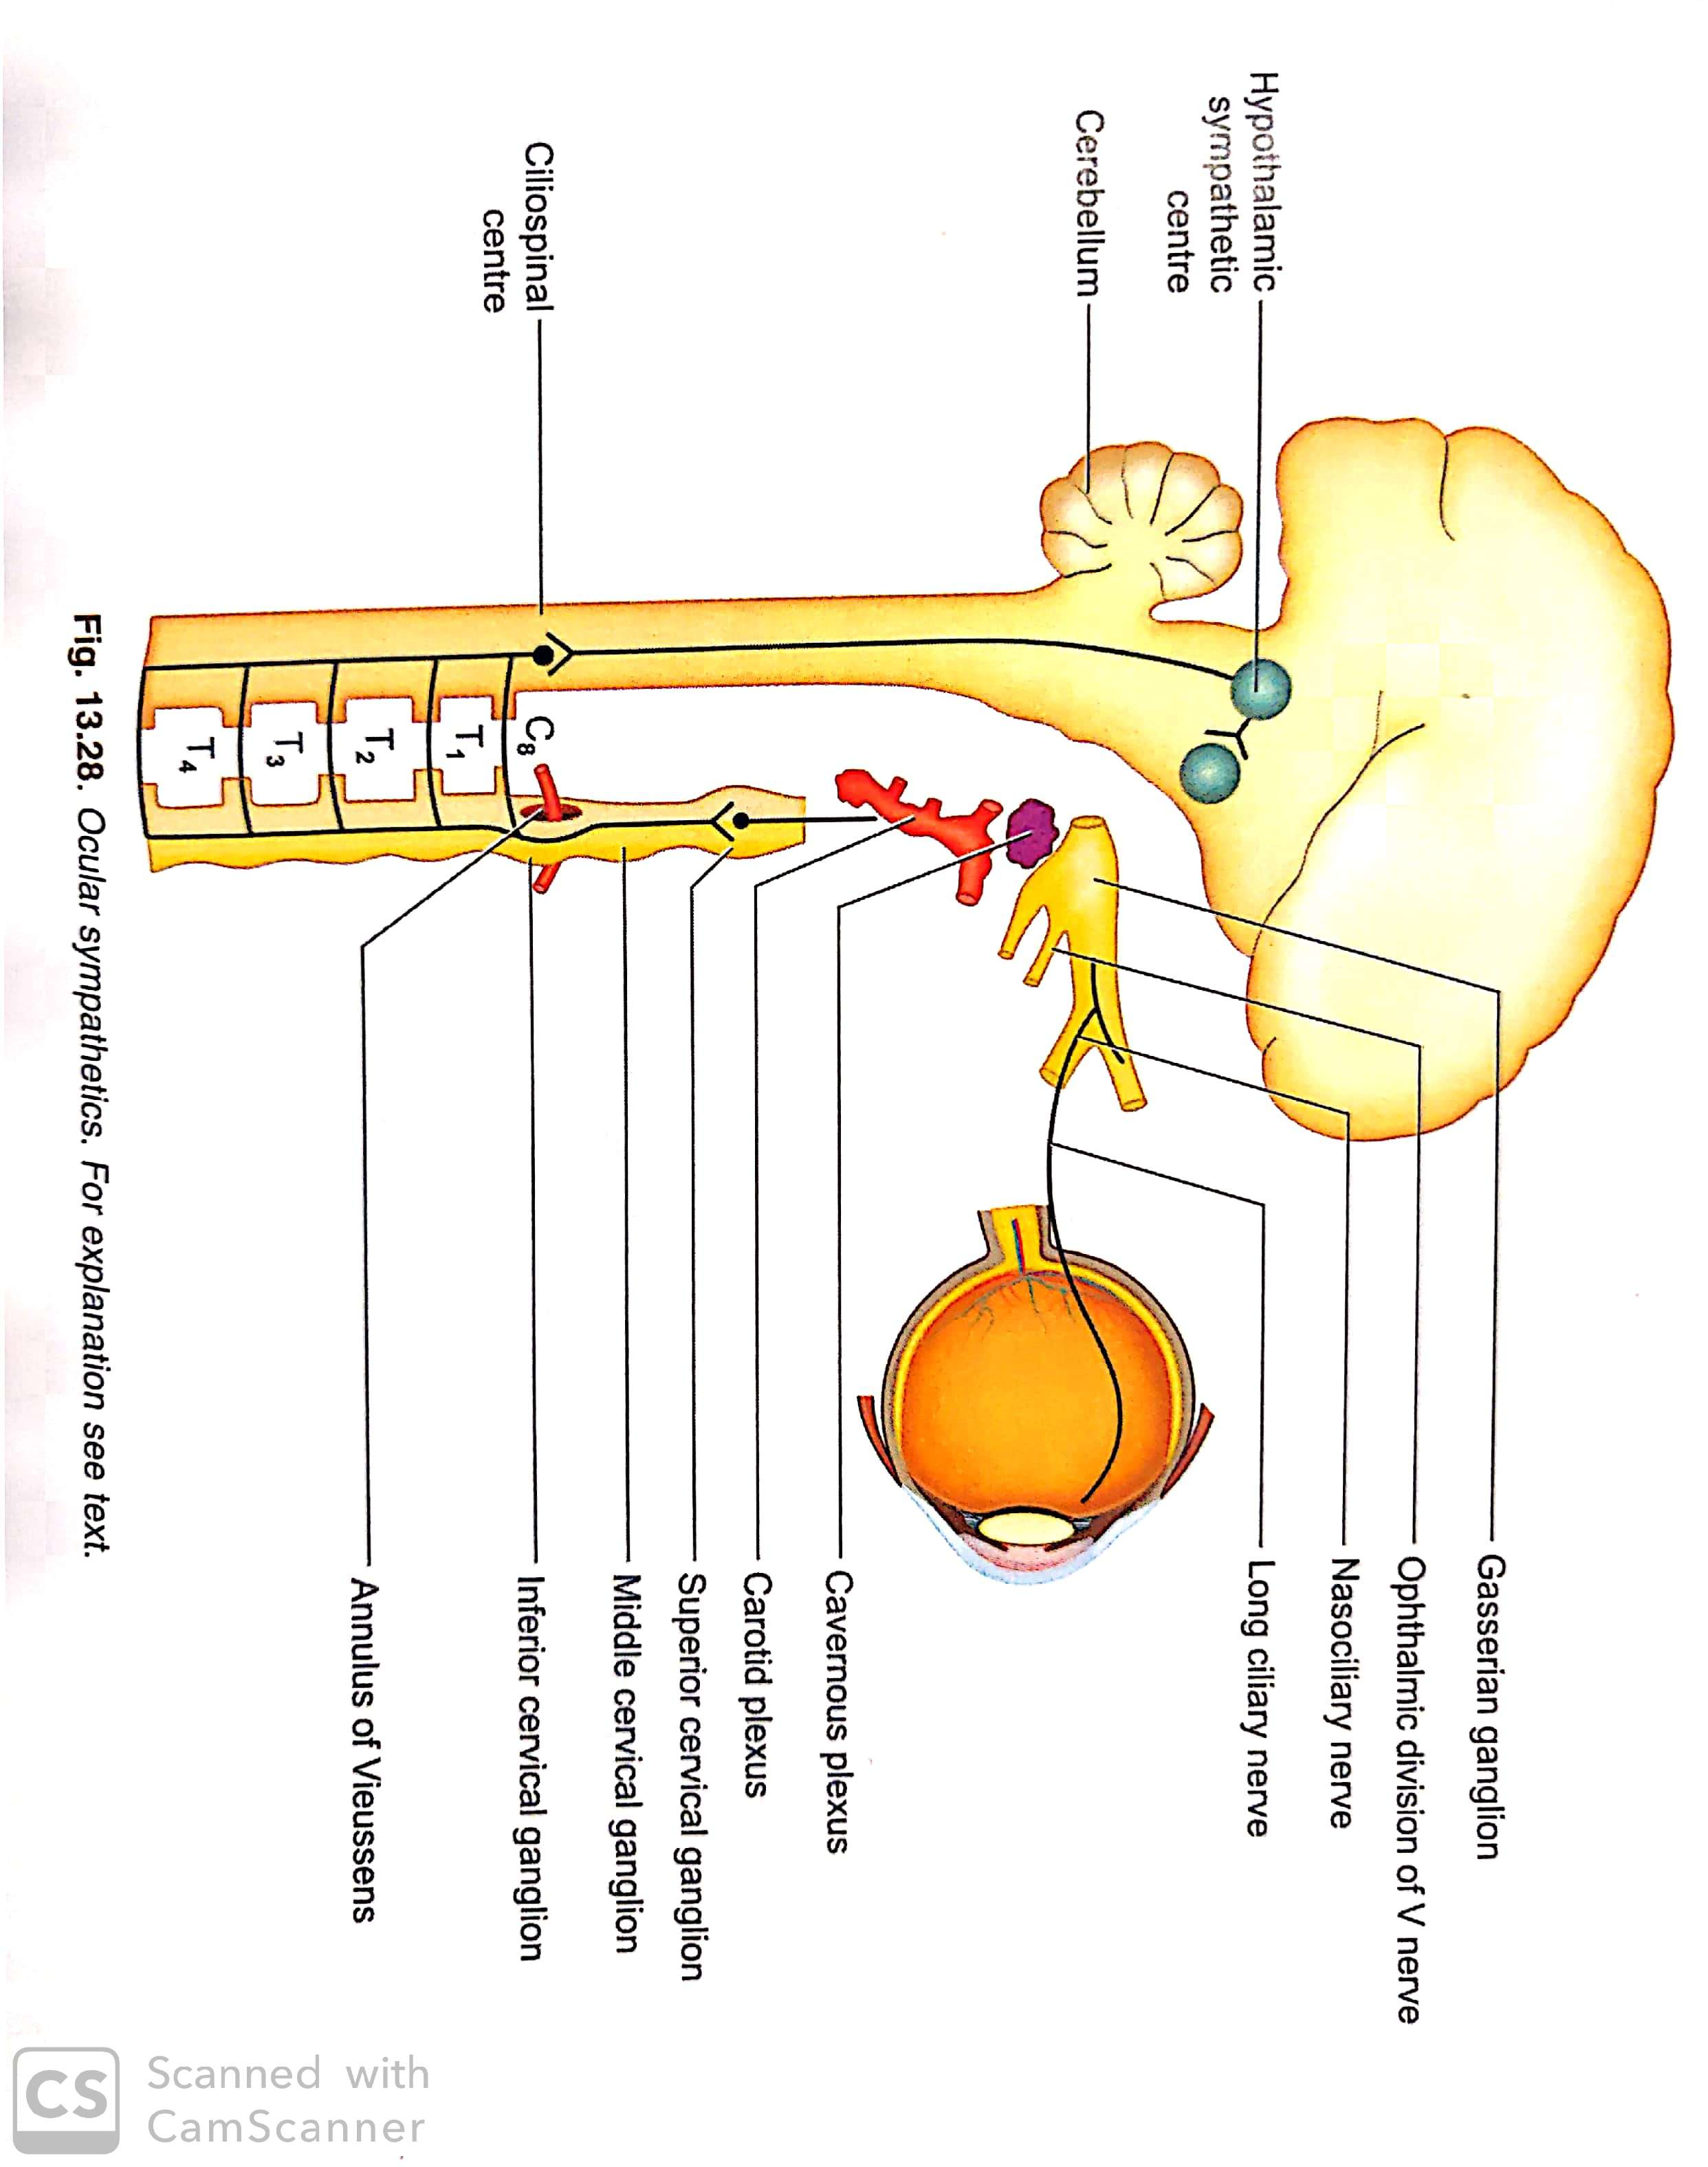 Hypothalamic
sympathetic
centre
Cerebellum
Ciliospinal
centre
C8
T1
T2
T3
T4
Gasserian ganglion
Ophthalmic division of V nerve
Nasociliary nerve
Long ciliary nerve
Cavernous plexus
Carotid plexus
Superior cervical ganglion
Middle cervical ganglion
Inferior cervical ganglion
Annulus of Vieussens
Fig. 13.28. Ocular sympathetics. For explanation see text.
CS
Scanned with
CamScanner